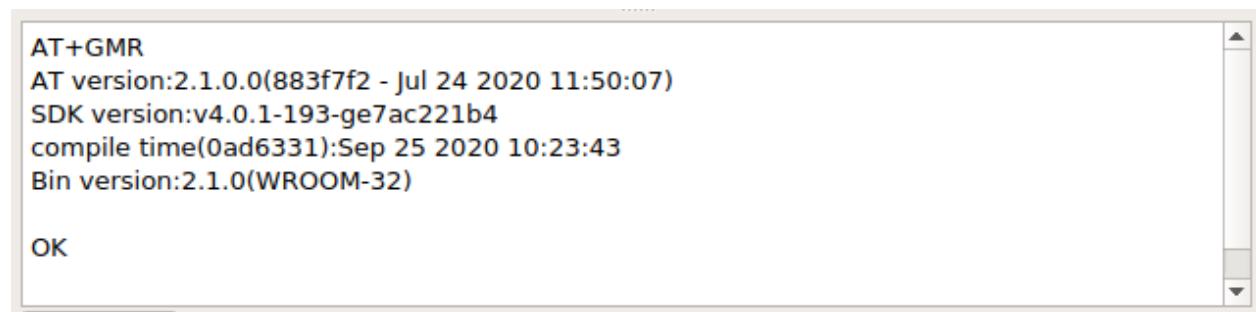 AT+GMR
AT version:2.1.0.0(883f7f2 - Jul 24 2020 11:50:07)
SDK version:v4.0.1-193-ge7ac221b4
compile time(0ad6331):Sep 25 2020 10:23:43
Bin version:2.1.0(WROOM-32)
OK